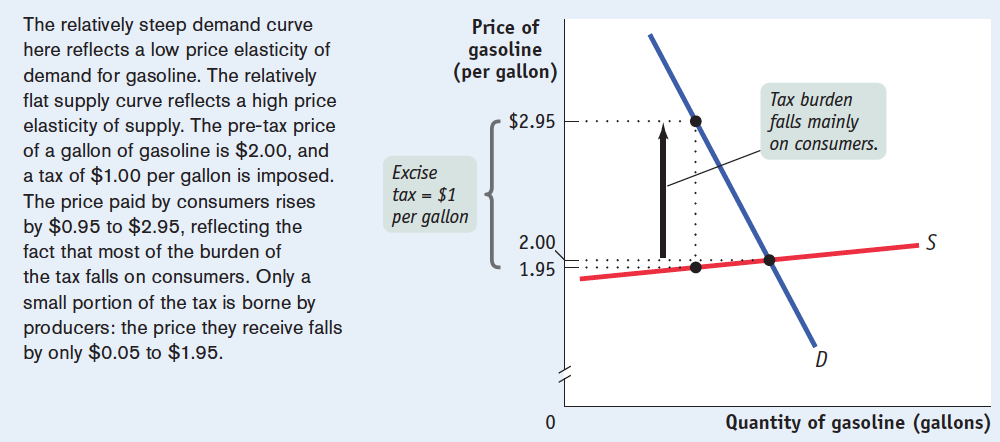 The relatively steep demand curve
here reflects a low price elasticity of
demand for gasoline. The relatively
flat supply curve reflects a high price
elasticity of supply. The pre-tax price
of a gallon of gasoline is $2.00, and
a tax of $1.00 per gallon is imposed.
The price paid by consumers rises
by $0.95 to $2.95, reflecting the
fact that most of the burden of
the tax falls on consumers. Only a
small portion of the tax is borne by
producers: the price they receive falls
by only $0.05 to $1.95.
Price of
gasoline
(per gallon)
$2.95
Excise
tax = $1
per gallon
2.00
1.95
0
Tax burden
falls mainly
on consumers.
S
D
Quantity of gasoline (gallons)